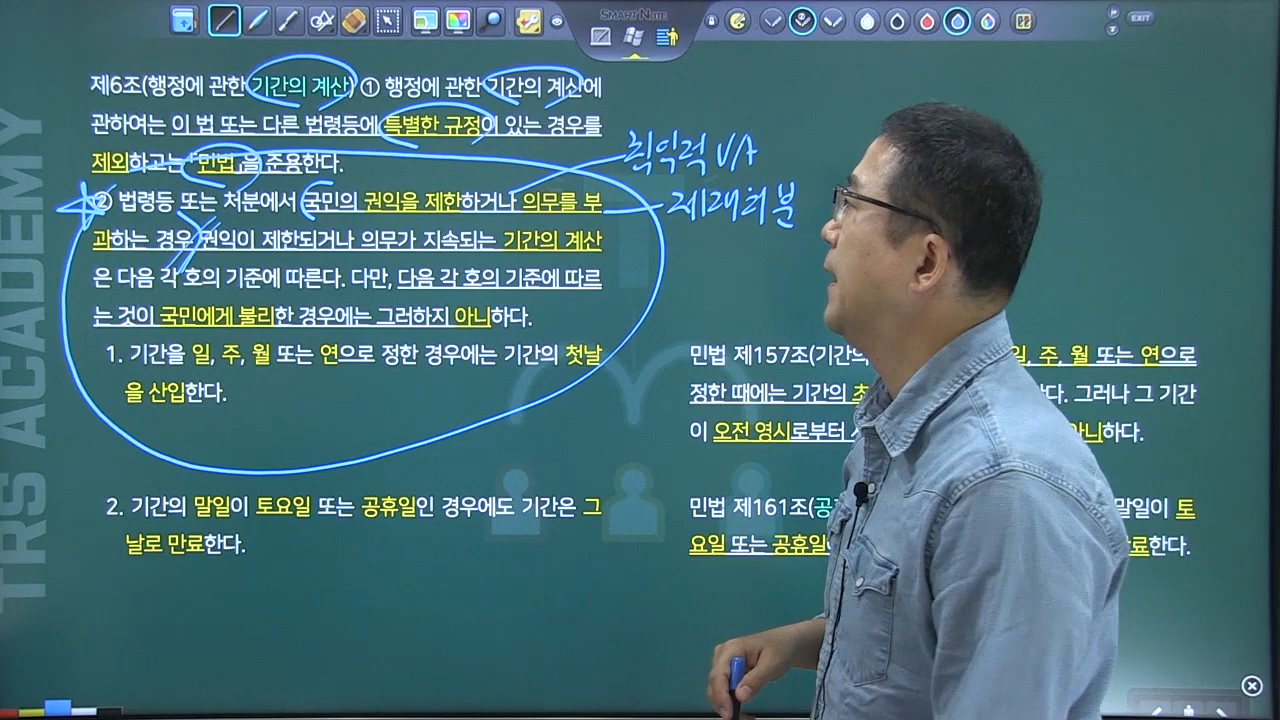 SMART NOTE
EXIT
TRS ACADEMY
제6조(행정에 관한 기간의 계산) ① 행정에 관한 기간의 계산에
관하여는 이 법 또는 다른 법령등에 특별한 규정이 있는 경우를
제외하고는 「민법」을 준용한다.
② 법령등 또는 처분에서 국민의 권익을 제한하거나 의무를 부
과하는 경우 권익이 제한되거나 의무가 지속되는 기간의 계산
은 다음 각 호의 기준에 따른다. 다만, 다음 각 호의 기준에 따르
는 것이 국민에게 불리한 경우에는 그러하지 아니하다.
1. 기간을 일, 주, 월 또는 연으로 정한 경우에는 기간의 첫날
을 산입한다.
2. 기간의 말일이 토요일 또는 공휴일인 경우에도 기간은 그
날로 만료한다.
침익적 VA
제재처분
민법 제157조(기간의 일, 주, 월 또는 연으로
정한 때에는 기간의 초 다. 그러나 그 기간
이 오전 영시로부터 아니하다.
민법 제161조(공 말일이 토
요일 또는 공휴일 료한다.